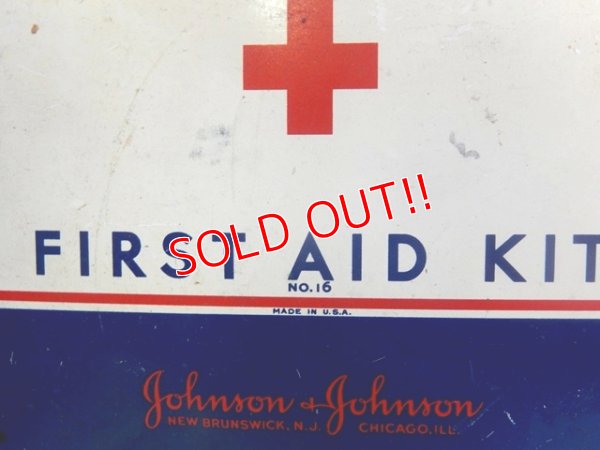 SOLD OUT!!
FIRST AID KIT
NO.16
MADE IN U.S.A.
Johnson & Johnson
NEW BRUNSWICK, N.J. CHICAGO, ILL.